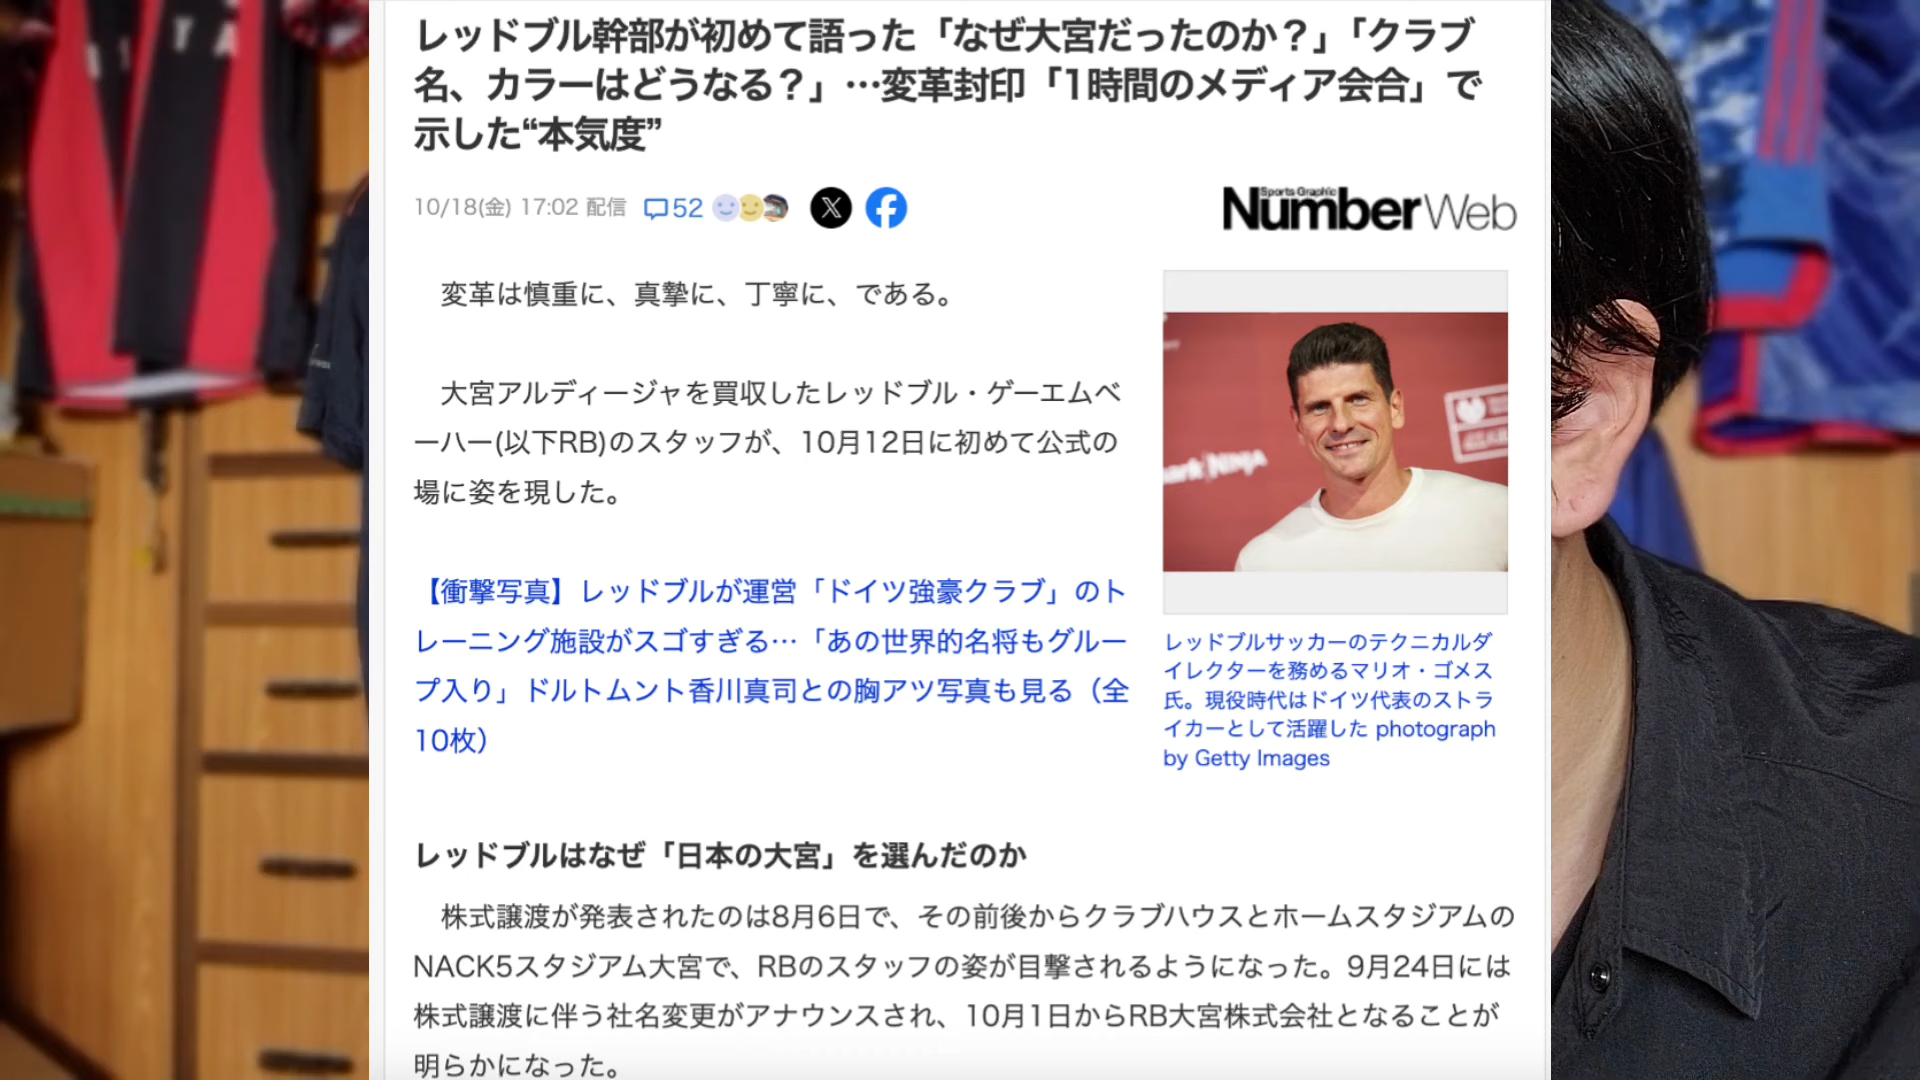 レッドブル幹部が初めて語った「なぜ大宮だったのか？」「クラブ
名、カラーはどうなる？」…変革封印「1時間のメディア会合」で
示した“本気度”
10/18(金) 17:02 配信 52
Sports Graphic
Number Web
変革は慎重に、真摯に、丁寧に、である。
大宮アルディージャを買収したレッドブル・ゲーエムベ
ーハー(以下RB)のスタッフが、10月12日に初めて公式の
場に姿を現した。
【衝撃写真】レッドブルが運営「ドイツ強豪クラブ」のト
レーニング施設がスゴすぎる…「あの世界的名将もグルー
プ入り」ドルトムント香川真司との胸アツ写真も見る（全
10枚）
レッドブルサッカーのテクニカルダ
イレクターを務めるマリオ・ゴメス
氏。現役時代はドイツ代表のストラ
イカーとして活躍した photograph
by Getty Images
レッドブルはなぜ「日本の大宮」を選んだのか
株式譲渡が発表されたのは8月6日で、その前後からクラブハウスとホームスタジアムの
NACK5スタジアム大宮で、RBのスタッフの姿が目撃されるようになった。9月24日には
株式譲渡に伴う社名変更がアナウンスされ、10月1日からRB大宮株式会社となることが
明らかになった。